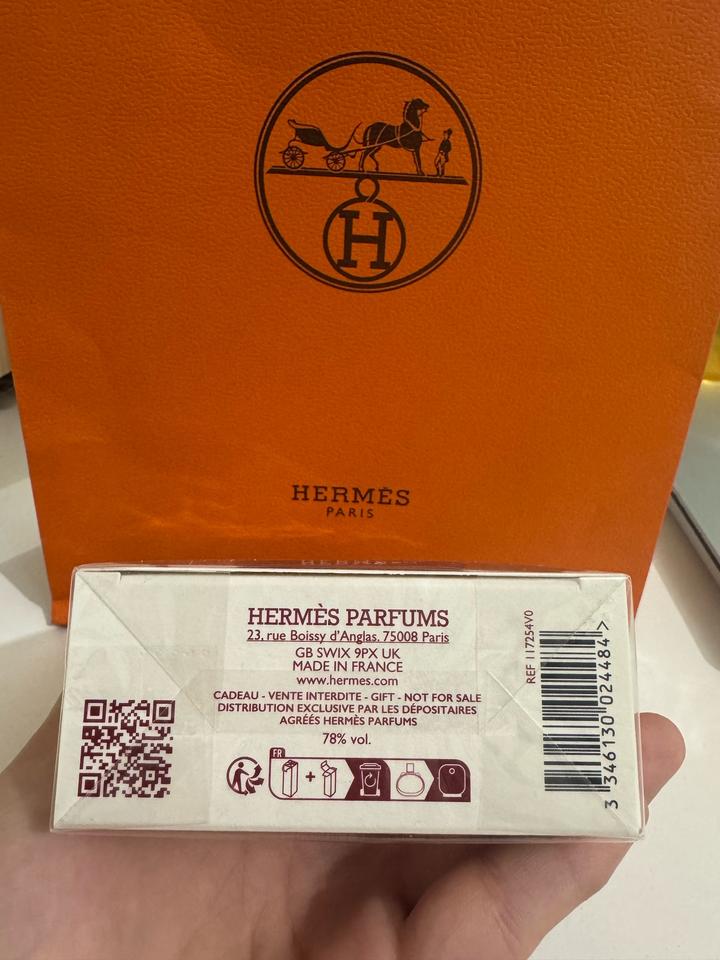 H
HERMÈS
PARIS
HERMÈS
HERMÈS PARFUMS
23, rue Boissy d'Anglas. 75008 Paris
GB SWIX 9PX UK
MADE IN FRANCE
www.hermes.com
CADEAU - VENTE INTERDITE - GIFT - NOT FOR SALE
DISTRIBUTION EXCLUSIVE PAR LES DÉPOSITAIRES
AGRÉÉS HERMÈS PARFUMS
78% vol.
FR
+
REF 117254V0
3 346130 024484 >